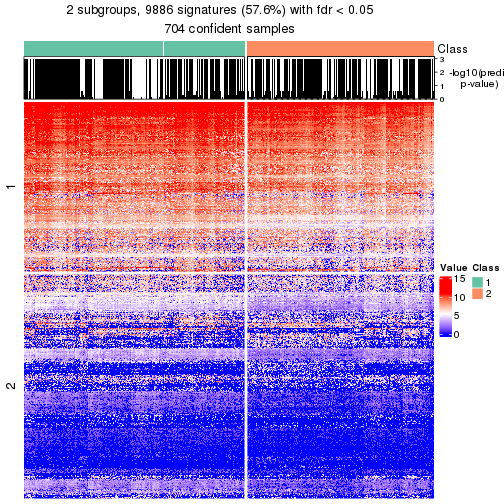 2 subgroups, 9886 signatures (57.6%) with fdr < 0.05
704 confident samples
Class
3
2
1
0
-log10(predi
p-value)
1
2
Value Class
15
10
5
0
1
2